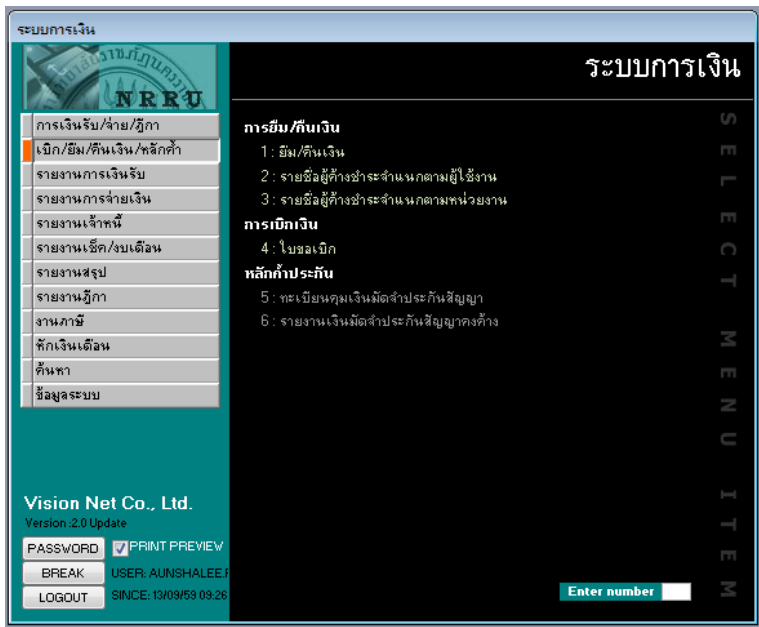 ระบบการเงิน
NRRU
การเงินรับ/จ่าย/ฎีกา
เบิก/ยืม/คืนเงิน/หลักค้ำ
รายงานการเงินรับ
รายงานการจ่ายเงิน
รายงานเจ้าหนี้
รายงานเช็ค/งบเดือน
รายงานสรุป
รายงานฎีกา
งานภาษี
หักเงินเดือน
ค้นหา
ข้อมูลระบบ
Vision Net Co., Ltd.
Version :2.0 Update
PASSWORD
PRINT PREVIEW
BREAK
USER: AUNSHALEE.F
LOGOUT
SINCE: 13/09/59 09:26
ระบบการเงิน
การยืม/คืนเงิน
1 : ยืม/คืนเงิน
2 : รายชื่อผู้ค้างชำระจำแนกตามผู้ใช้งาน
3 : รายชื่อผู้ค้างชำระจำแนกตามหน่วยงาน
การเบิกเงิน
4 : ใบขอเบิก
หลักค้ำประกัน
5 : ทะเบียนคุมเงินมัดจำประกันสัญญา
6 : รายงานเงินมัดจำประกันสัญญาคงค้าง
Enter number
SELECT MENU ITEM